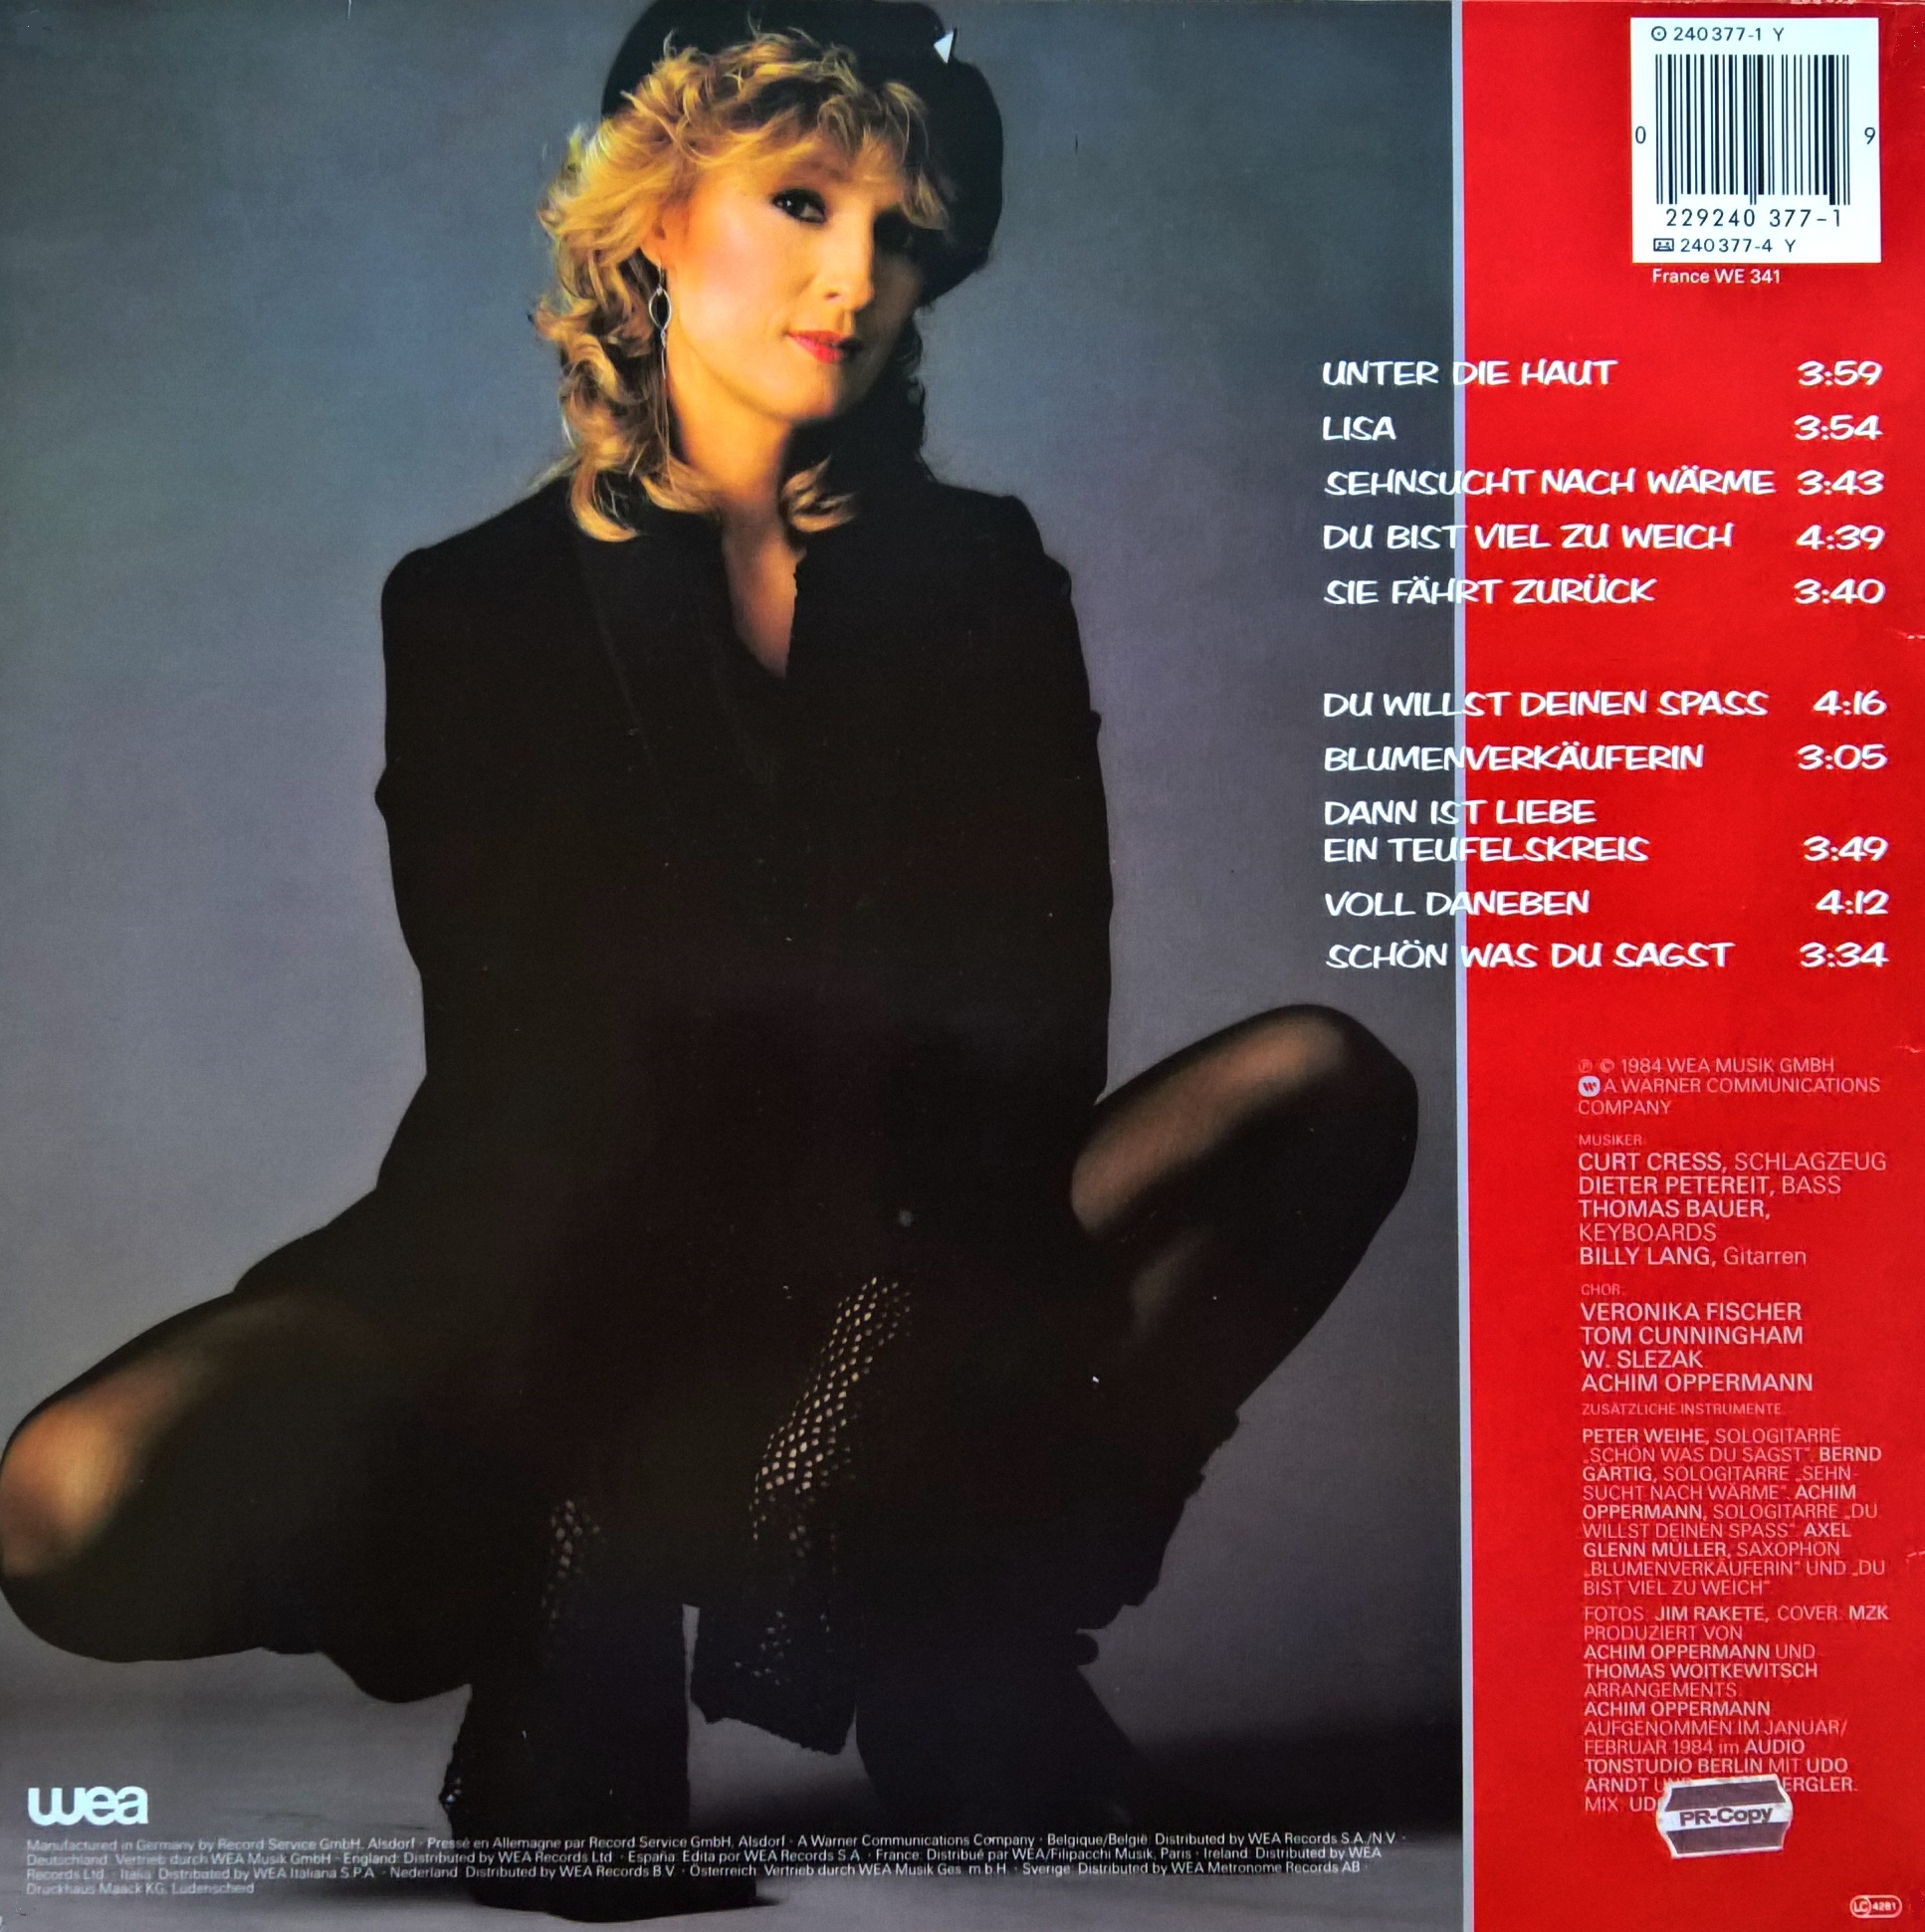 240377-1 Y
0 9
229240 377-1
240377-4 Y
France WE 341
UNTER DIE HAUT 3:59
LISA 3:54
SEHNSUCHT NACH WÄRME 3:43
DU BIST VIEL ZU WEICH 4:39
SIE FÄHRT ZURÜCK 3:40
DU WILLST DEINEN SPASS 4:16
BLUMENVERKÄUFERIN 3:05
DANN IST LIEBE
EIN TEUFELSKREIS 3:49
VOLL DANEBEN 4:12
SCHÖN WAS DU SAGST 3:34
℗ © 1984 WEA MUSIK GMBH
A WARNER COMMUNICATIONS
COMPANY
MUSIKER:
CURT CRESS, SCHLAGZEUG
DIETER PETEREIT, BASS
THOMAS BAUER,
KEYBOARDS
BILLY LANG, Gitarren
CHOR:
VERONIKA FISCHER
TOM CUNNINGHAM
W. SLEZAK
ACHIM OPPERMANN
ZUSÄTZLICHE INSTRUMENTE:
PETER WEIHE, SOLOGITARRE
„SCHÖN WAS DU SAGST“. BERND
GÄRTIG, SOLOGITARRE „SEHN-
SUCHT NACH WÄRME“. ACHIM
OPPERMANN, SOLOGITARRE „DU
WILLST DEINEN SPASS“. AXEL
GLENN MÜLLER, SAXOPHON
„BLUMENVERKÄUFERIN“ UND „DU
BIST VIEL ZU WEICH“
FOTOS: JIM RAKETE, COVER: MZK
PRODUZIERT VON
ACHIM OPPERMANN UND
THOMAS WOITKEWITSCH
ARRANGEMENTS:
ACHIM OPPERMANN
AUFGENOMMEN IM JANUAR/
FEBRUAR 1984 im AUDIO
TONSTUDIO BERLIN MIT UDO
ARNDT ERGLER.
MIX: UD
PR-Copy
wea
Manufactured in Germany by Record Service GmbH, Alsdorf · Pressé en Allemagne par Record Service GmbH, Alsdorf · A Warner Communications Company · Belgique/België: Distributed by WEA Records S.A./N.V. ·
Deutschland: Vertrieb durch WEA Musik GmbH · England: Distributed by WEA Records Ltd. · España: Edita por WEA Records S.A. · France: Distribué par WEA/Filipacchi Musik, Paris · Ireland: Distributed by WEA
Records Ltd. · Italia: Distributed by WEA Italiana S.P.A. · Nederland: Distributed by WEA Records B.V. · Österreich: Vertrieb durch WEA Musik Ges. m.b.H. · Sverige: Distributed by WEA Metronome Records AB ·
Druckhaus Maack KG, Lüdenscheid
LC 4281